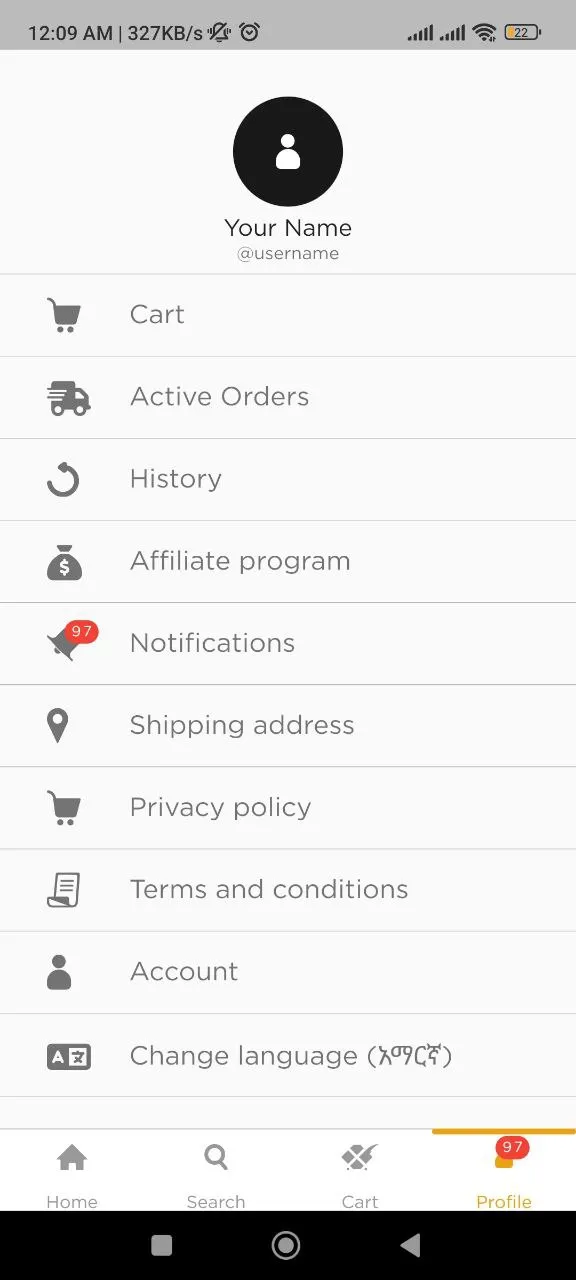 12:09 AM | 327KB/s
22
Your Name
@username
Cart
Active Orders
History
$
Affiliate program
97
Notifications
Shipping address
Privacy policy
Terms and conditions
Account
A 文
Change language (አማርኛ)
97
Home
Search
Cart
Profile